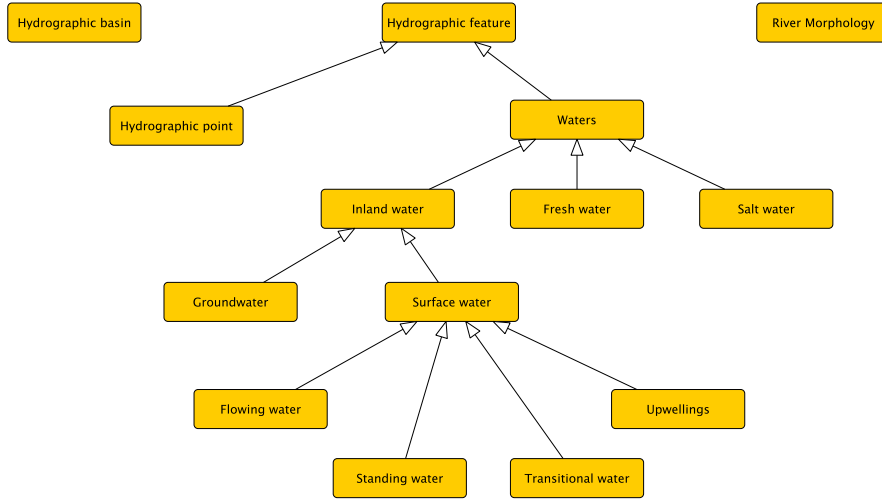 Hydrographic basin
Hydrographic feature
River Morphology
Hydrographic point
Waters
Inland water
Fresh water
Salt water
Groundwater
Surface water
Flowing water
Upwellings
Standing water
Transitional water